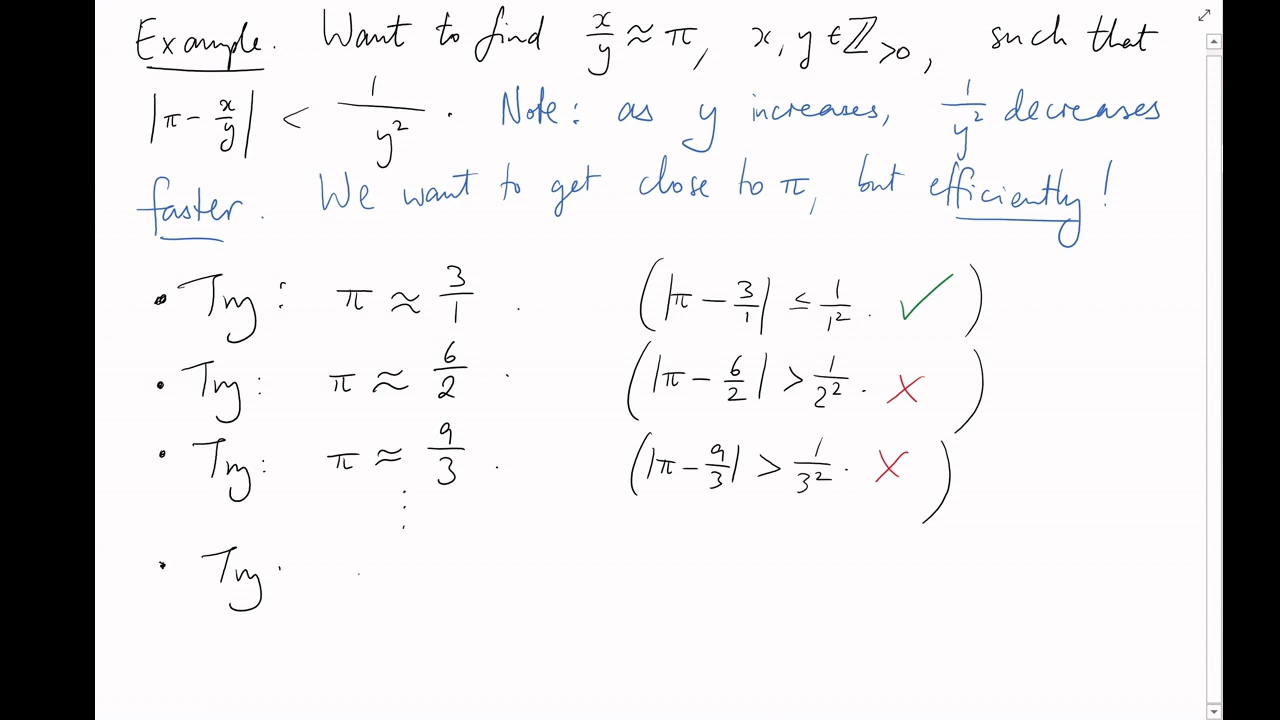 Example. Want to find x/y ≈ π, x, y ∈ ℤ>0, such that
|π - x/y| < 1/y². Note: as y increases, 1/y² decreases
faster. We want to get close to π, but efficiently!
• Try: π ≈ 3/1. (|π - 3/1| ≤ 1/1². ✓)
• Try: π ≈ 6/2. (|π - 6/2| > 1/2². ✗)
• Try: π ≈ 9/3. (|π - 9/3| > 1/3². ✗)
⋮
• Try: